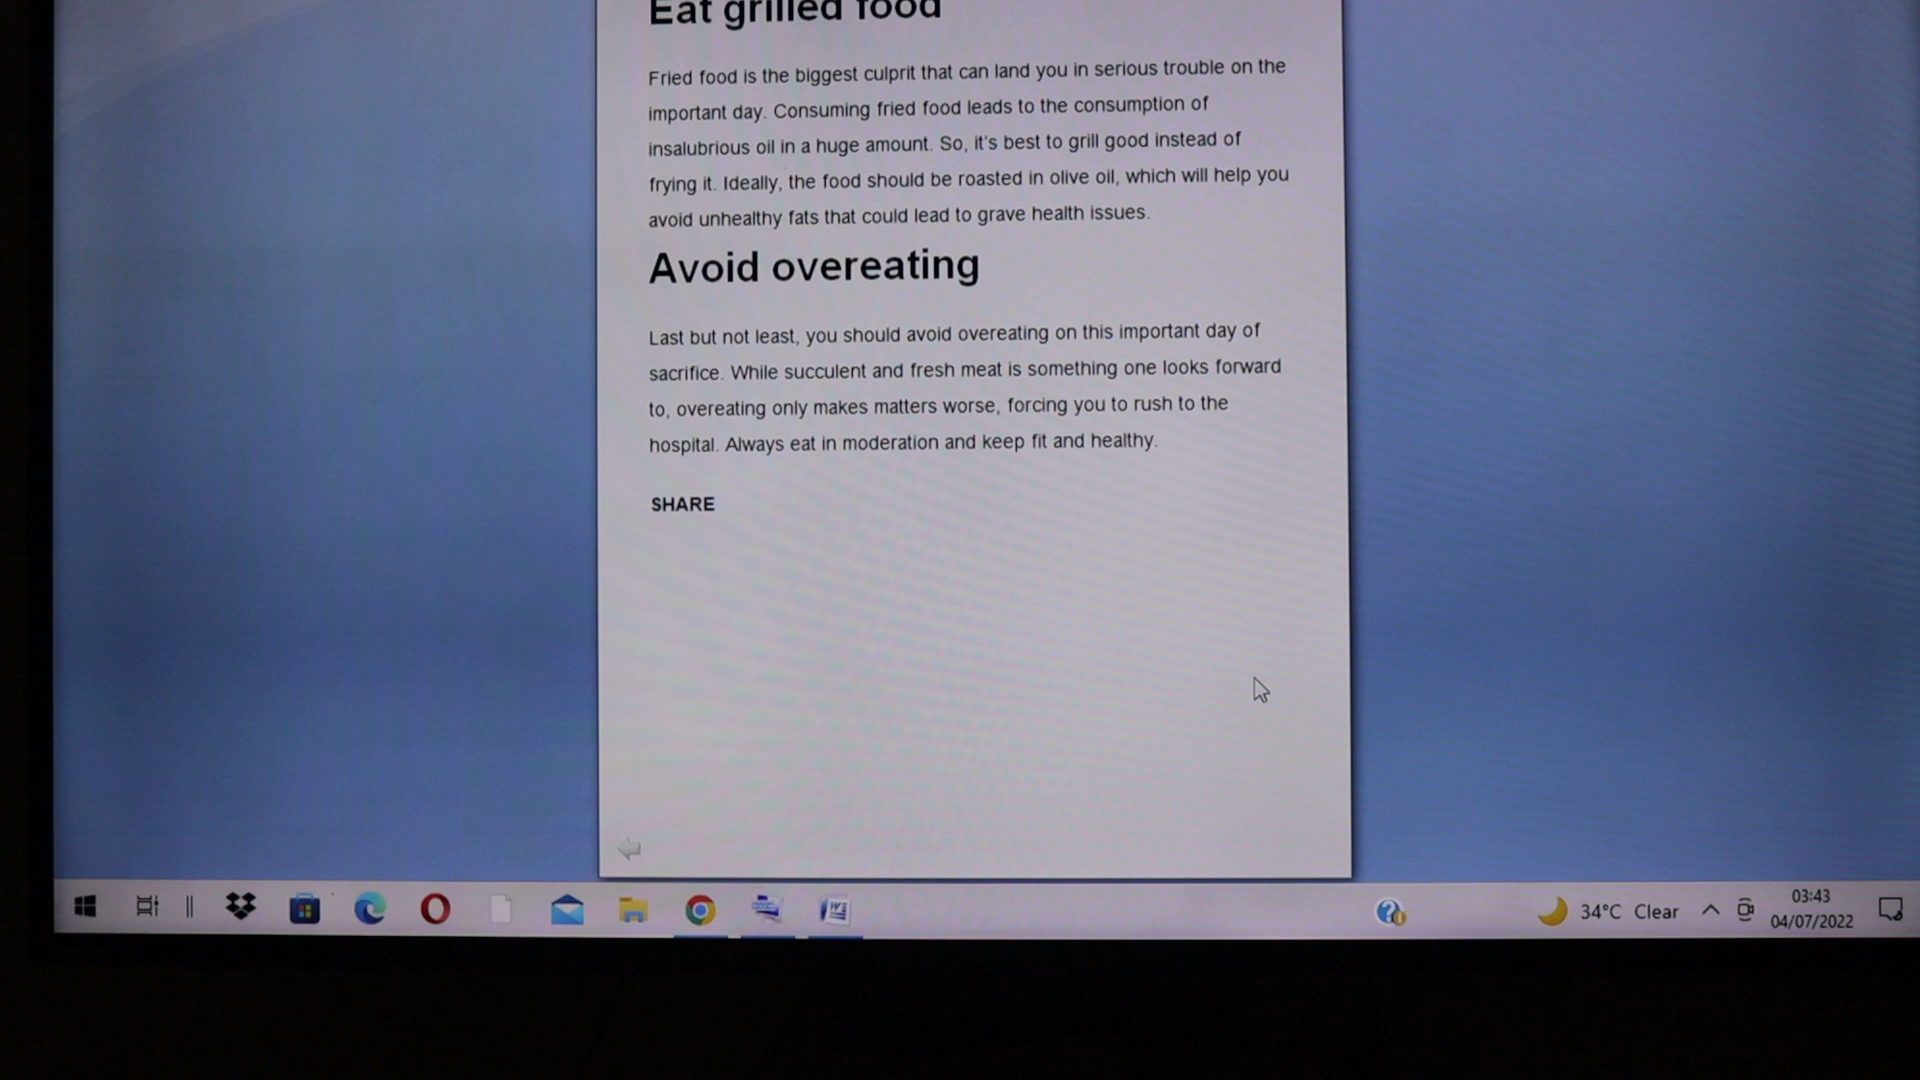 Eat grilled food
Fried food is the biggest culprit that can land you in serious trouble on the
important day. Consuming fried food leads to the consumption of
insalubrious oil in a huge amount. So, it's best to grill good instead of
frying it. Ideally, the food should be roasted in olive oil, which will help you
avoid unhealthy fats that could lead to grave health issues.
Avoid overeating
Last but not least, you should avoid overeating on this important day of
sacrifice. While succulent and fresh meat is something one looks forward
to, overeating only makes matters worse, forcing you to rush to the
hospital. Always eat in moderation and keep fit and healthy.
SHARE
34°C Clear
03:43
04/07/2022